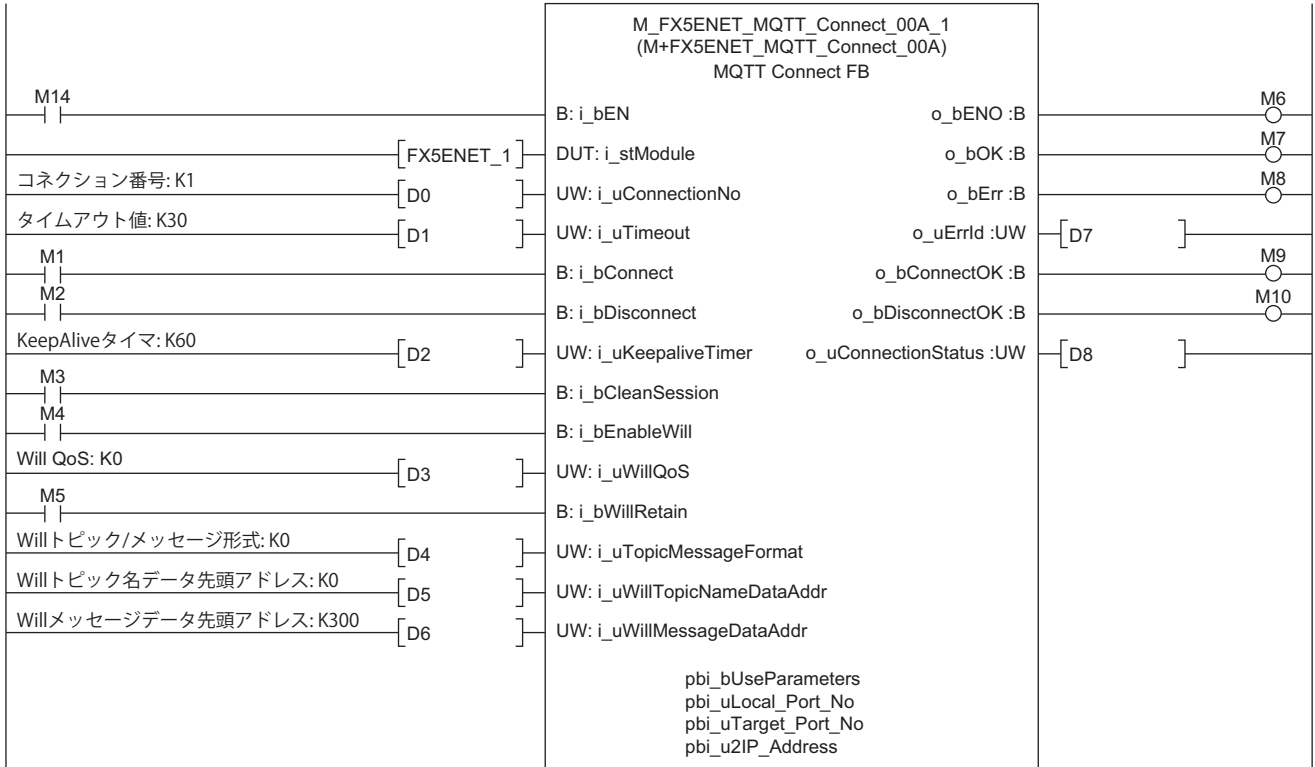 M_FX5ENET_MQTT_Connect_00A_1
(M+FX5ENET_MQTT_Connect_00A)
MQTT Connect FB
M14
B: i_bEN
o_bENO :B
M6
FX5ENET_1
DUT: i_stModule
o_bOK :B
M7
コネクション番号: K1
D0
UW: i_uConnectionNo
o_bErr :B
M8
タイムアウト値: K30
D1
UW: i_uTimeout
o_uErrId :UW
D7
M1
B: i_bConnect
o_bConnectOK :B
M9
M2
B: i_bDisconnect
o_bDisconnectOK :B
M10
KeepAliveタイマ: K60
D2
UW: i_uKeepaliveTimer
o_uConnectionStatus :UW
D8
M3
B: i_bCleanSession
M4
B: i_bEnableWill
Will QoS: K0
D3
UW: i_uWillQoS
M5
B: i_bWillRetain
Willトピック/メッセージ形式: K0
D4
UW: i_uTopicMessageFormat
Willトピック名データ先頭アドレス: K0
D5
UW: i_uWillTopicNameDataAddr
Willメッセージデータ先頭アドレス: K300
D6
UW: i_uWillMessageDataAddr
pbi_bUseParameters
pbi_uLocal_Port_No
pbi_uTarget_Port_No
pbi_u2IP_Address